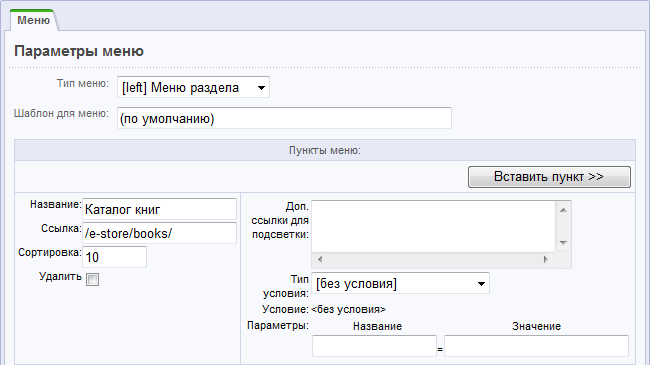 Меню
Параметры меню
Тип меню: [left] Меню раздела
Шаблон для меню: (по умолчанию)
Пункты меню:
Вставить пункт >>
Название: Каталог книг
Ссылка: /e-store/books/
Сортировка: 10
Удалить
Доп.
ссылки для
подсветки:
Тип
условия: [без условия]
Условие: <без условия>
Параметры: Название Значение
=